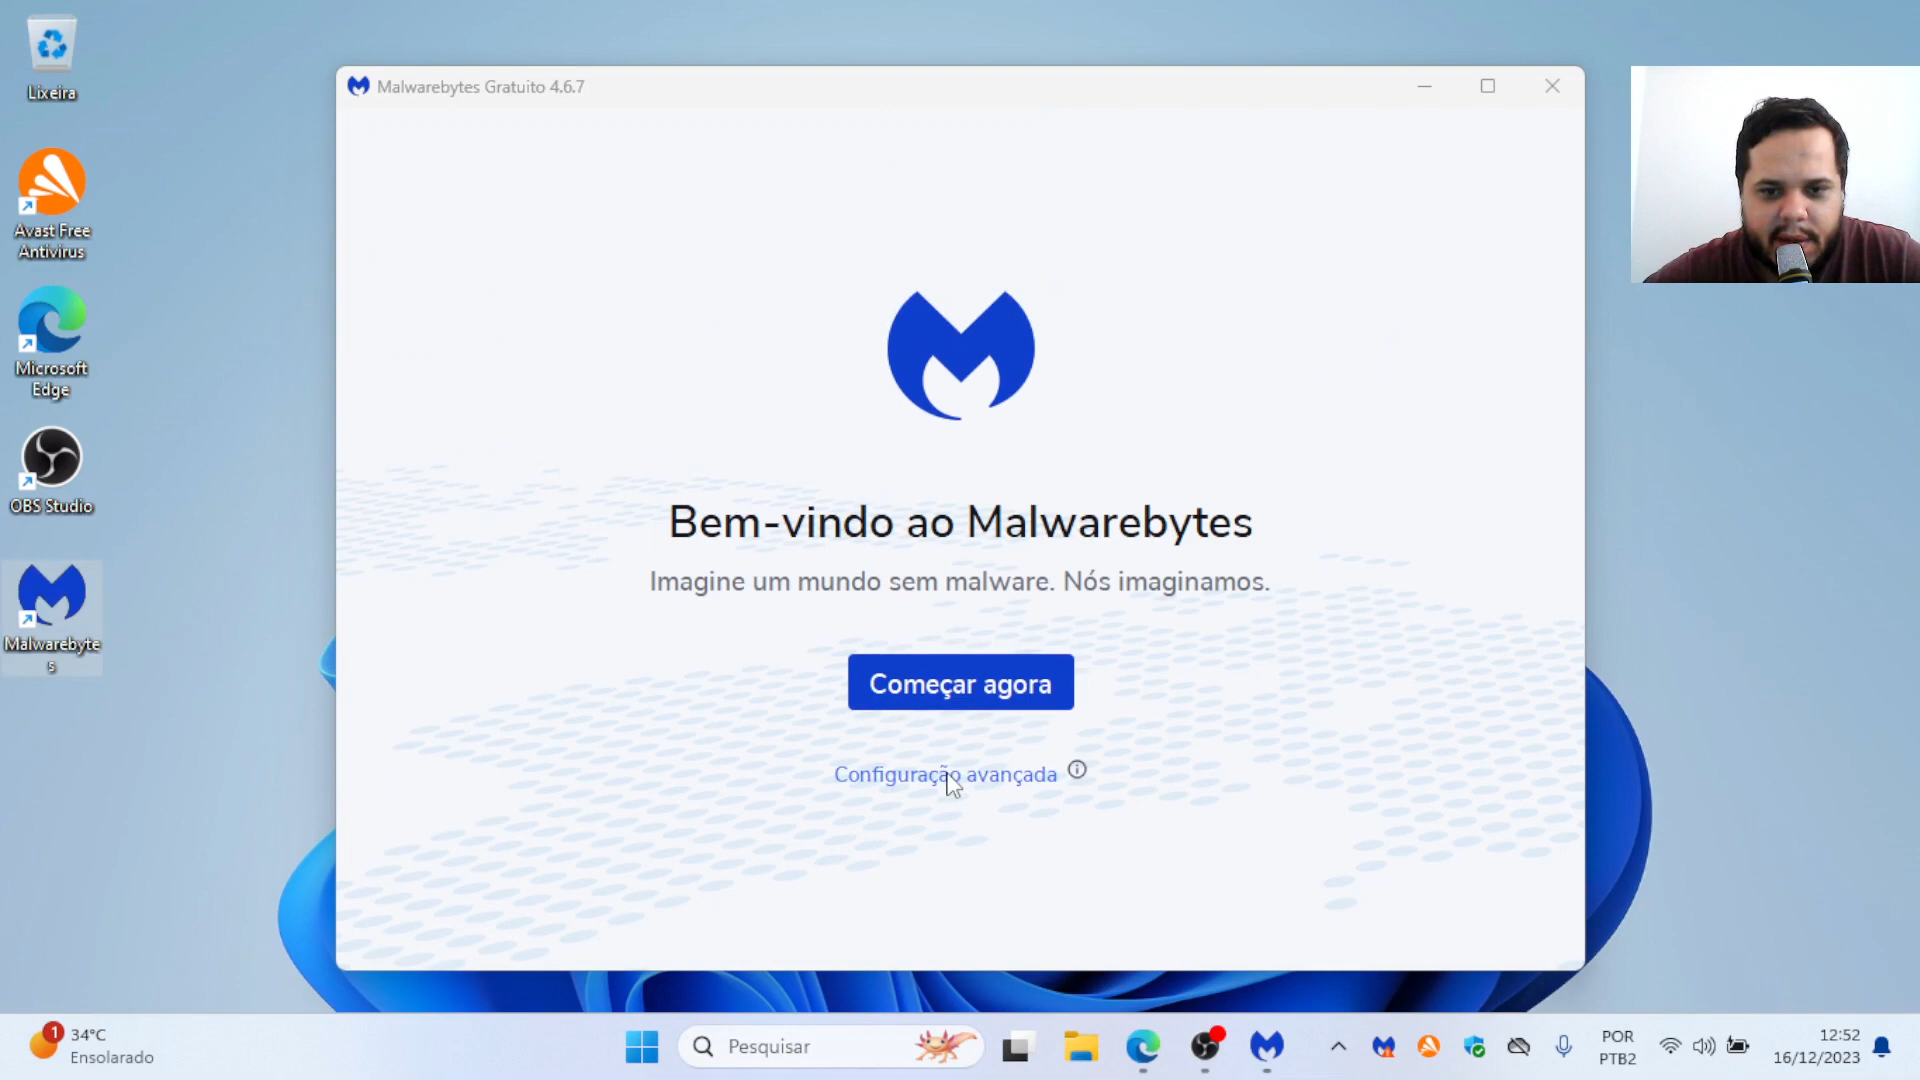 Lixeira
Avast Free
Antivirus
Microsoft
Edge
OBS Studio
Malwarebyte
s
Malwarebytes Gratuito 4.6.7
Bem-vindo ao Malwarebytes
Imagine um mundo sem malware. Nós imaginamos.
Começar agora
Configuração avançada
1
34°C
Ensolarado
Pesquisar
POR
PTB2
12:52
16/12/2023